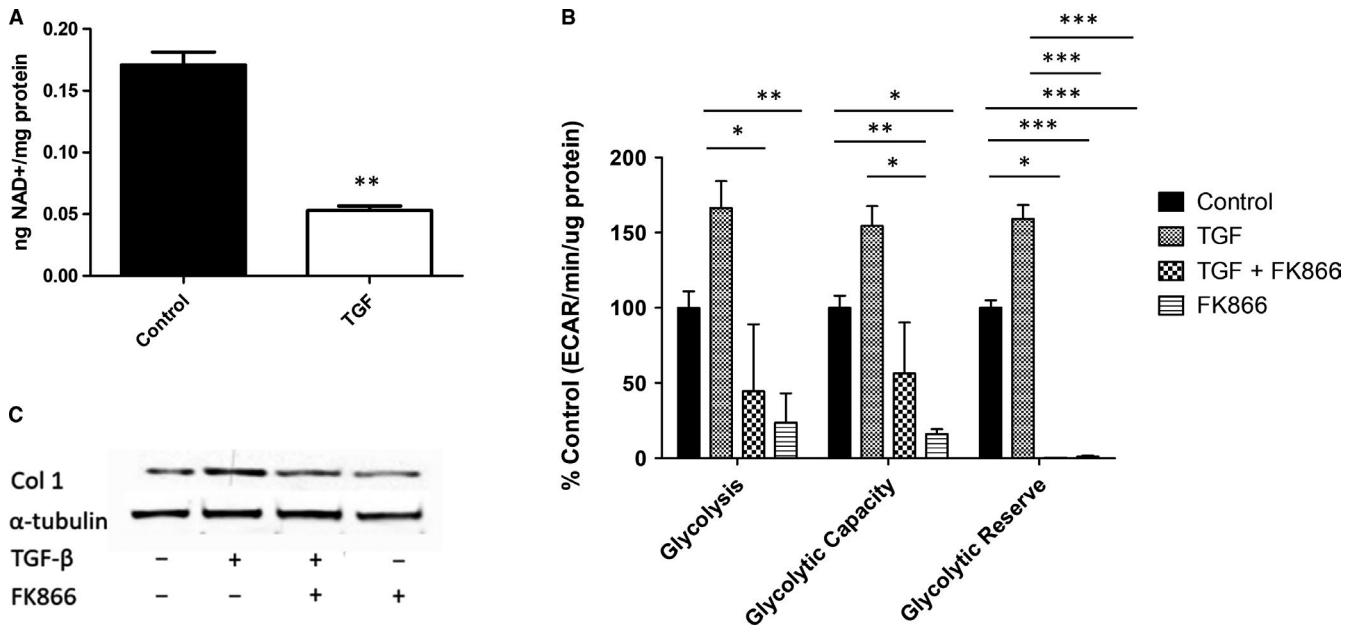 A
ng NAD+/mg protein
0.20
0.15
0.10
0.05
0.00
**
Control
TGF
B
% Control (ECAR/min/ug protein)
200
150
100
50
0
**
*
*
**
*
***
***
***
***
*
Glycolysis
Glycolytic Capacity
Glycolytic Reserve
Control
TGF
TGF + FK866
FK866
C
Col 1
α-tubulin
TGF-β – + + –
FK866 – – + +